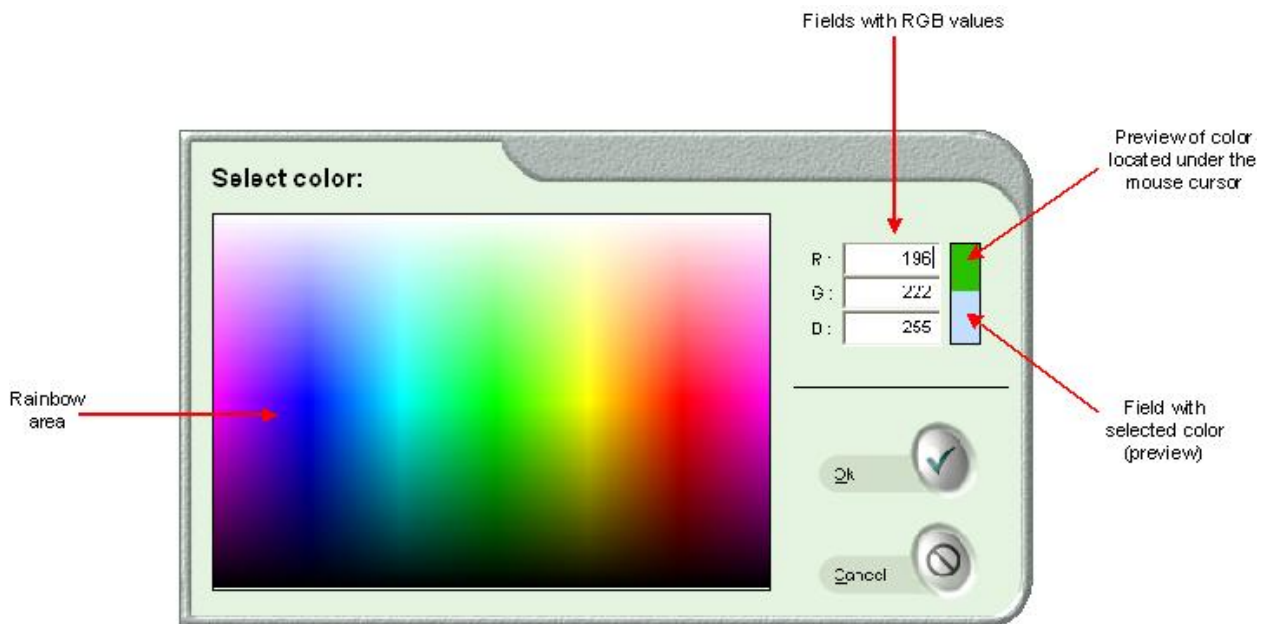 Fields with RGB values
Preview of color
located under the
mouse cursor
Select color:
R : 196
G : 222
D : 255
Rainbow
area
Field with
selected color
(preview)
Ok
Cancel